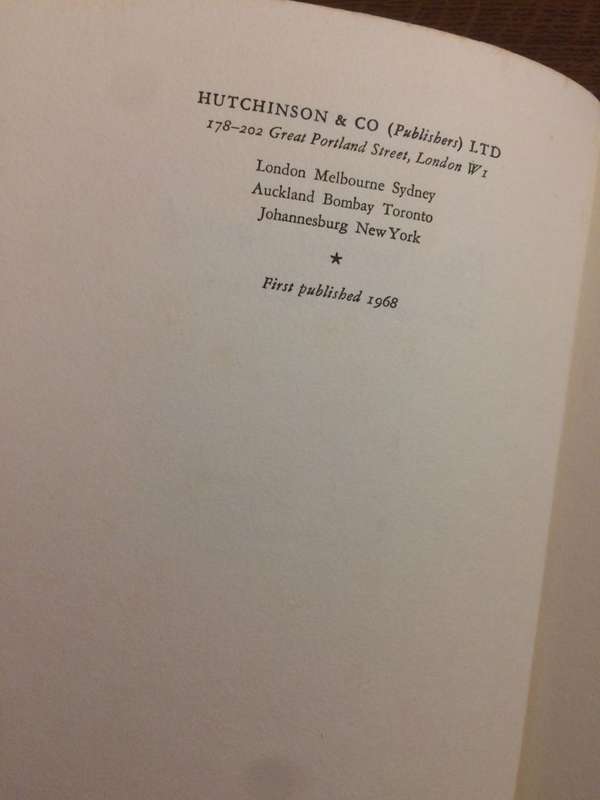 HUTCHINSON & CO (Publishers) LTD
178–202 Great Portland Street, London W1
London Melbourne Sydney
Auckland Bombay Toronto
Johannesburg New York
*
First published 1968